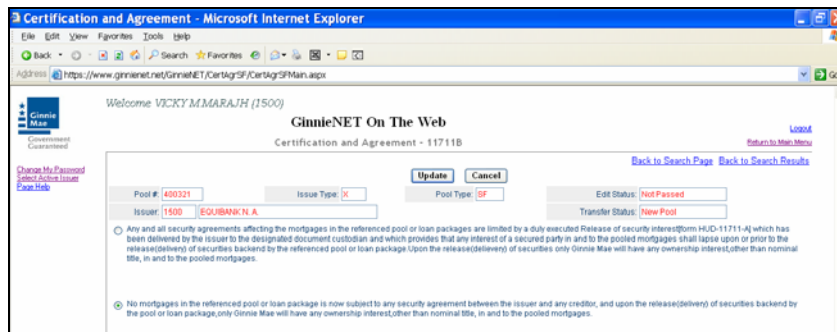 Certification and Agreement - Microsoft Internet Explorer
File Edit View Favorites Tools Help
Back Search Favorites
Address https://www.ginnienet.net/GinnieNET/CertAgrSF/CertAgrSFMain.aspx Go
Welcome VICKY M MARAJH (1500)
Ginnie
Mae
GinnieNET On The Web
Logout
Government
Guaranteed
Certification and Agreement - 11711B
Return to Main Menu
Change My Password
Select Active Issuer
Page Help
Back to Search Page Back to Search Results
Update Cancel
Pool #: 400321 Issue Type: X Pool Type: SF Edit Status: Not Passed
Issuer: 1500 EQUIBANK N. A. Transfer Status: New Pool
Any and all security agreements affecting the mortgages in the referenced pool or loan packages are limited by a duly executed Release of security interest[form HUD-11711-A] which has
been delivered by the issuer to the designated document custodian and which provides that any interest of a secured party in and to the pooled mortgages shall lapse upon or prior to the
release(delivery) of securities backend by the referenced pool or loan package.Upon the release(delievery) of securities only Ginnie Mae will have any ownership interest,other than nominal
title, in and to the pooled mortgages.
No mortgages in the referenced pool or loan package is now subject to any security agreement between the issuer and any creditor, and upon the release(delivery) of securities backend by
the pool or loan package,only Ginnie Mae will have any ownership interest,other than nominal title, in and to the pooled mortgages.